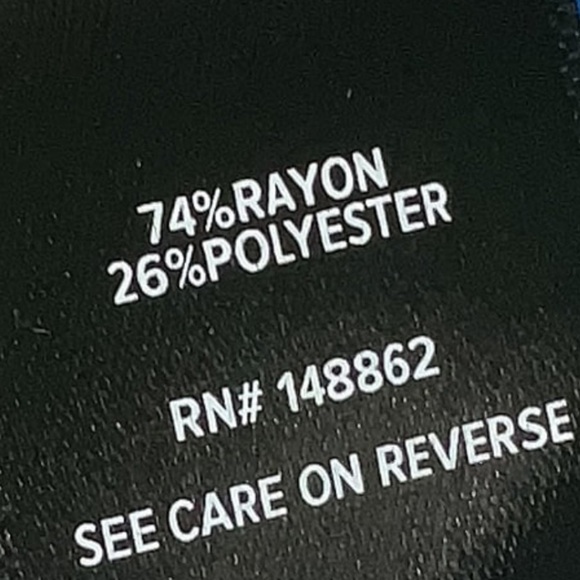 74%RAYON
26%POLYESTER
RN# 148862
SEE CARE ON REVERSE